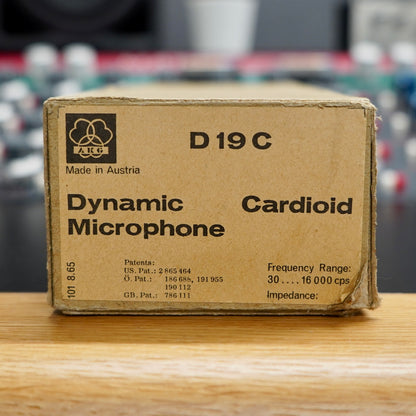 AKG
D 19 C
Made in Austria
Dynamic Cardioid
Microphone
Patents:
US. Pat.: 2 865 464
Ö. Pat.: 186 688, 191 955
190 112
GB. Pat.: 786 111
Frequency Range:
30 .... 16 000 cps
Impedance:
101 8.65